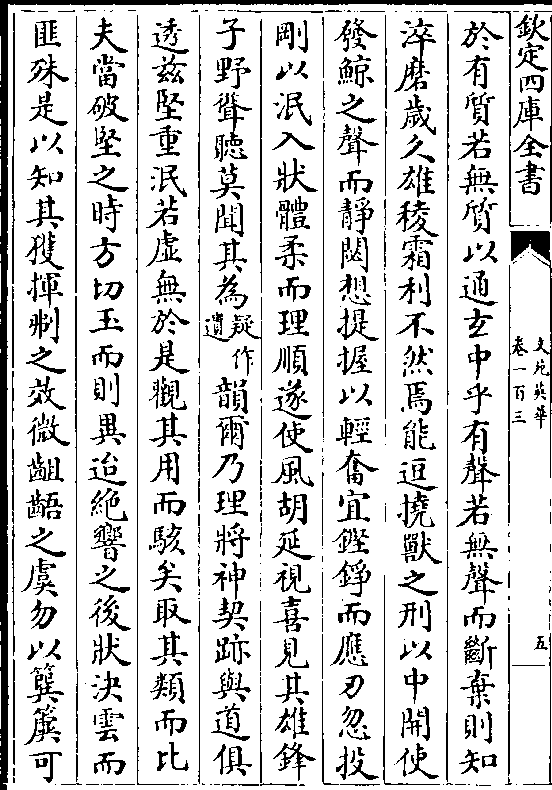 欽定四庫全書
文苑英華
卷一百三
五
於有質若無質以通玄中乎有聲若無聲而斷棄則知
淬磨歲久雄稜霜利不然焉能逗撓獸之刑以中開使
發鯨之聲而靜閟想提握以輕奮宜鏗錚而應刃忽投
剛以泯入狀體柔而理順遂使風胡延視喜見其雄鋒
子野聳聽莫聞其為疑作遺韻爾乃理將神契跡與道俱
透茲堅重泯若虛無於是觀其用而駭矣取其類而比
夫當破堅之時方切玉而則異迨絶響之後狀決雲而
匪殊是以知其獲揮剸之效微齟齬之虞勿以簨簴可